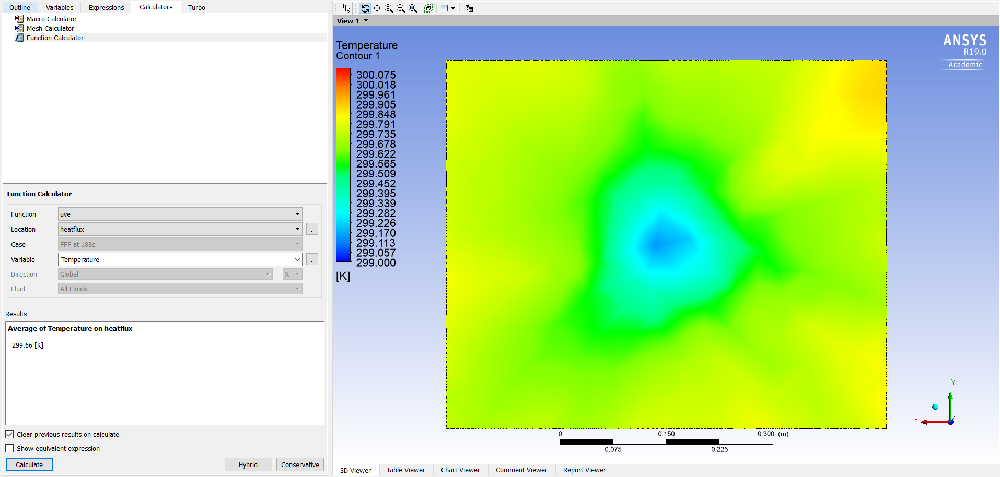 Outline Variables Expressions Calculators Turbo
Macro Calculator
Mesh Calculator
Function Calculator
Function Calculator
Function ave
Location heatflux ...
Case FFF at 188s
Variable Temperature ...
Direction Global X
Fluid All Fluids
Results
Average of Temperature on heatflux
299.66 [K]
Clear previous results on calculate
Show equivalent expression
Calculate Hybrid Conservative
View 1
Temperature
Contour 1
300.075
300.018
299.961
299.905
299.848
299.791
299.735
299.678
299.622
299.565
299.509
299.452
299.395
299.339
299.282
299.226
299.170
299.113
299.057
299.000
[K]
ANSYS
R19.0
Academic
Y
X Z
0 0.150 0.300 (m)
0.075 0.225
3D Viewer Table Viewer Chart Viewer Comment Viewer Report Viewer